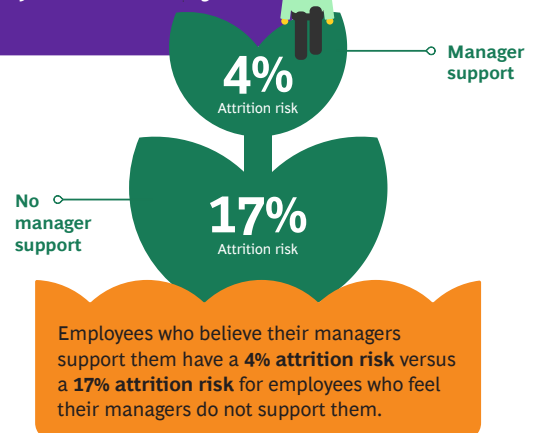 4%
Attrition risk
Manager
support
17%
Attrition risk
No
manager
support
Employees who believe their managers
support them have a 4% attrition risk versus
a 17% attrition risk for employees who feel
their managers do not support them.